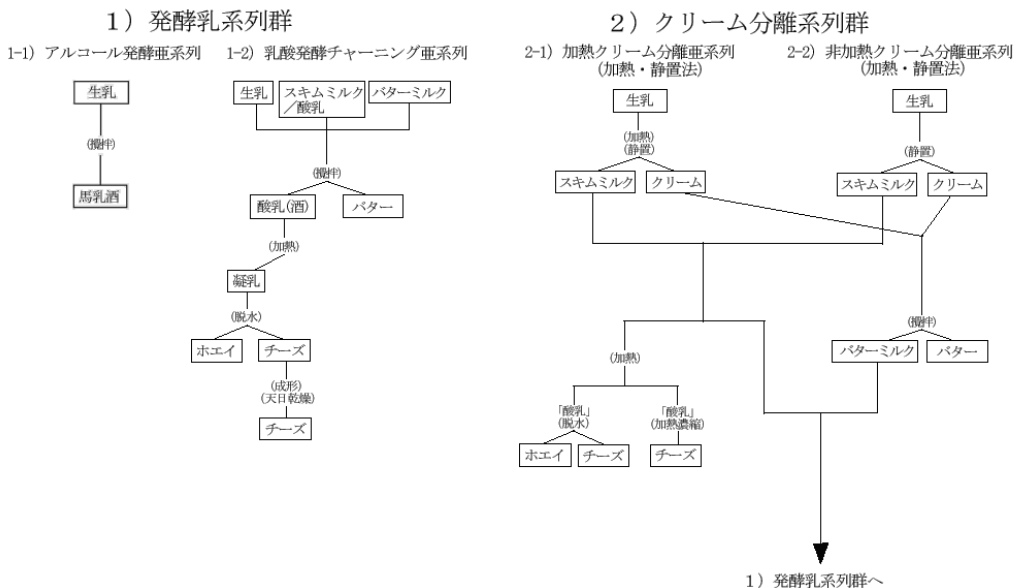 1）発酵乳系列群
1-1）アルコール発酵亜系列
生乳
(攪拌)
馬乳酒
1-2）乳酸発酵チャーニング亜系列
生乳
スキムミルク
／酸乳
バターミルク
(攪拌)
酸乳(酒)
バター
(加熱)
凝乳
(脱水)
ホエイ
チーズ
(成形)
(天日乾燥)
チーズ
2）クリーム分離系列群
2-1）加熱クリーム分離亜系列
(加熱・静置法)
生乳
(加熱)
(静置)
スキムミルク
クリーム
2-2）非加熱クリーム分離亜系列
(加熱・静置法)
生乳
(静置)
スキムミルク
クリーム
(攪拌)
バターミルク
バター
(加熱)
「酸乳」
(脱水)
ホエイ
チーズ
「酸乳」
(加熱濃縮)
チーズ
1）発酵乳系列群へ